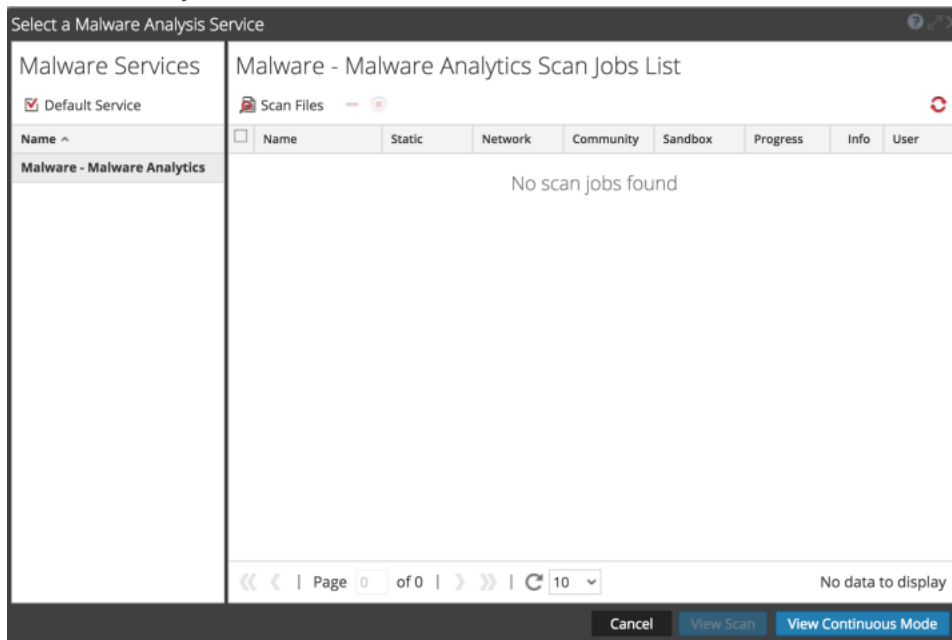 Select a Malware Analysis Service
Malware Services
Default Service
Name
Malware - Malware Analytics
Malware - Malware Analytics Scan Jobs List
Scan Files
Name Static Network Community Sandbox Progress Info User
No scan jobs found
Page 0 of 0 | 10
No data to display
Cancel View Scan View Continuous Mode